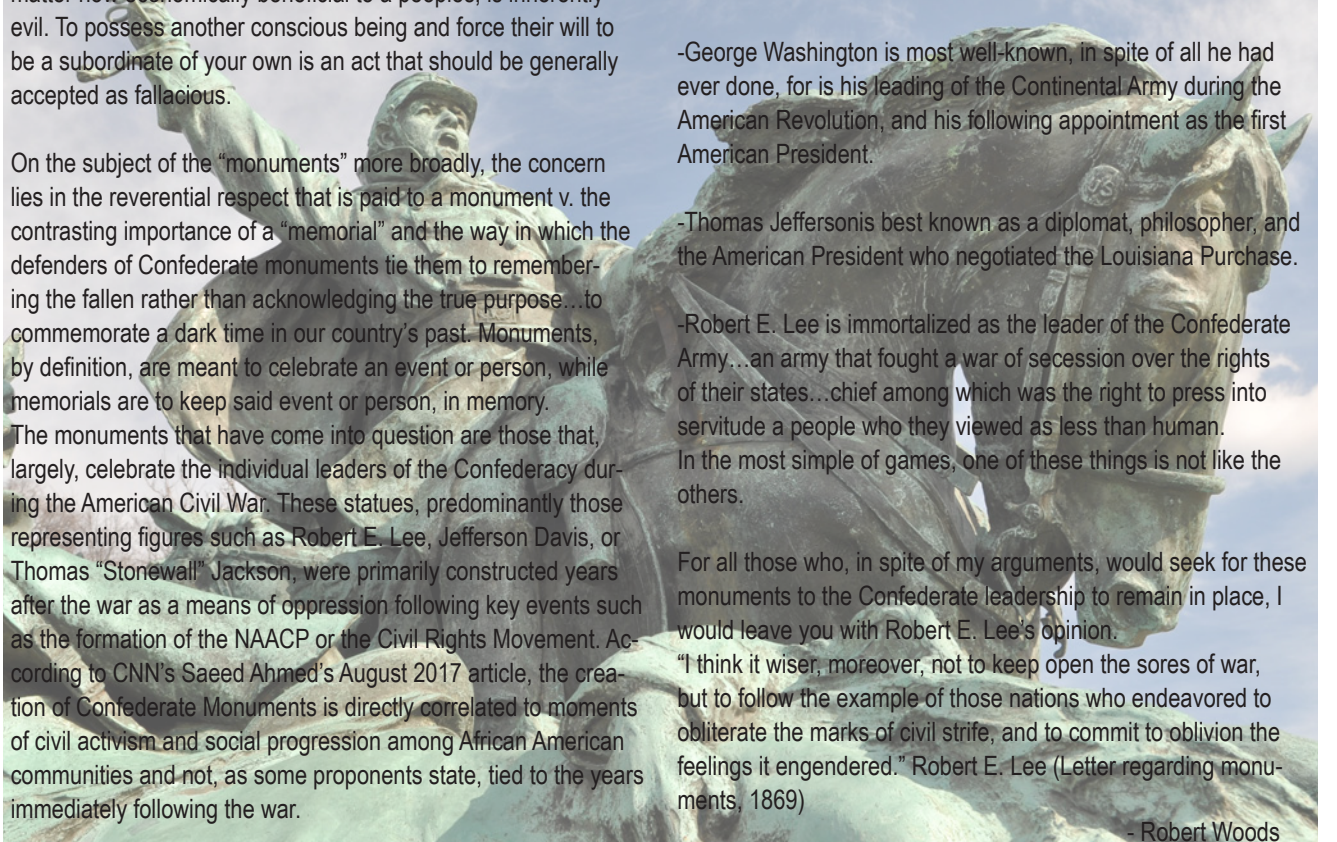 matter how economically beneficial to a peoples, is inherently
evil. To possess another conscious being and force their will to
be a subordinate of your own is an act that should be generally
accepted as fallacious.
On the subject of the “monuments” more broadly, the concern
lies in the reverential respect that is paid to a monument v. the
contrasting importance of a “memorial” and the way in which the
defenders of Confederate monuments tie them to remember-
ing the fallen rather than acknowledging the true purpose…to
commemorate a dark time in our country’s past. Monuments,
by definition, are meant to celebrate an event or person, while
memorials are to keep said event or person, in memory.
The monuments that have come into question are those that,
largely, celebrate the individual leaders of the Confederacy dur-
ing the American Civil War. These statues, predominantly those
representing figures such as Robert E. Lee, Jefferson Davis, or
Thomas “Stonewall” Jackson, were primarily constructed years
after the war as a means of oppression following key events such
as the formation of the NAACP or the Civil Rights Movement. Ac-
cording to CNN’s Saeed Ahmed’s August 2017 article, the crea-
tion of Confederate Monuments is directly correlated to moments
of civil activism and social progression among African American
communities and not, as some proponents state, tied to the years
immediately following the war.
-George Washington is most well-known, in spite of all he had
ever done, for is his leading of the Continental Army during the
American Revolution, and his following appointment as the first
American President.
-Thomas Jeffersonis best known as a diplomat, philosopher, and
the American President who negotiated the Louisiana Purchase.
-Robert E. Lee is immortalized as the leader of the Confederate
Army…an army that fought a war of secession over the rights
of their states…chief among which was the right to press into
servitude a people who they viewed as less than human.
In the most simple of games, one of these things is not like the
others.
For all those who, in spite of my arguments, would seek for these
monuments to the Confederate leadership to remain in place, I
would leave you with Robert E. Lee’s opinion.
“I think it wiser, moreover, not to keep open the sores of war,
but to follow the example of those nations who endeavored to
obliterate the marks of civil strife, and to commit to oblivion the
feelings it engendered.” Robert E. Lee (Letter regarding monu-
ments, 1869)
- Robert Woods
US